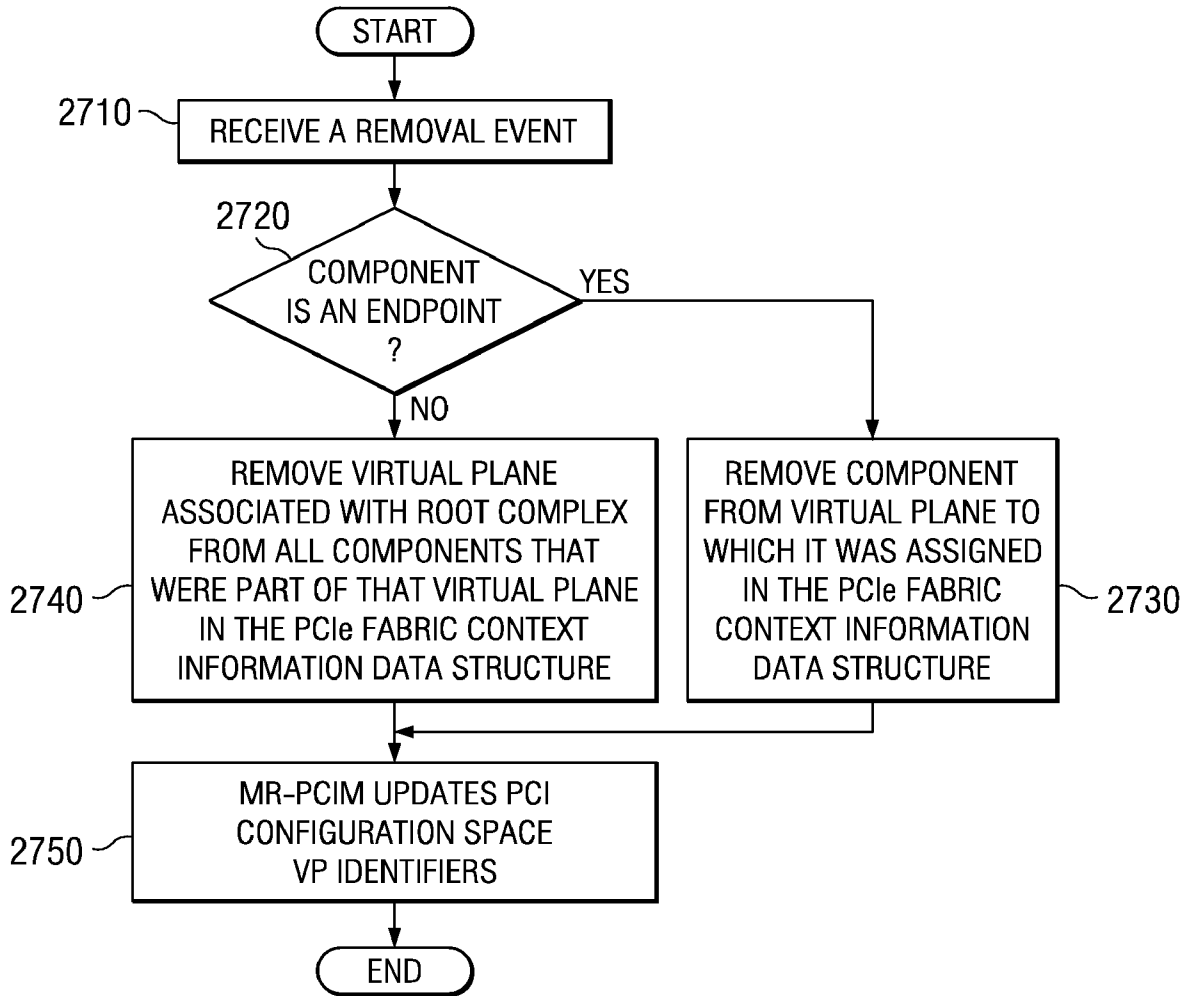 START
2710
RECEIVE A REMOVAL EVENT
2720
COMPONENT
IS AN ENDPOINT
?
YES
NO
REMOVE VIRTUAL PLANE
ASSOCIATED WITH ROOT COMPLEX
FROM ALL COMPONENTS THAT
WERE PART OF THAT VIRTUAL PLANE
IN THE PCIe FABRIC CONTEXT
INFORMATION DATA STRUCTURE
2740
REMOVE COMPONENT
FROM VIRTUAL PLANE TO
WHICH IT WAS ASSIGNED
IN THE PCIe FABRIC
CONTEXT INFORMATION
DATA STRUCTURE
2730
MR-PCIM UPDATES PCI
CONFIGURATION SPACE
VP IDENTIFIERS
2750
END